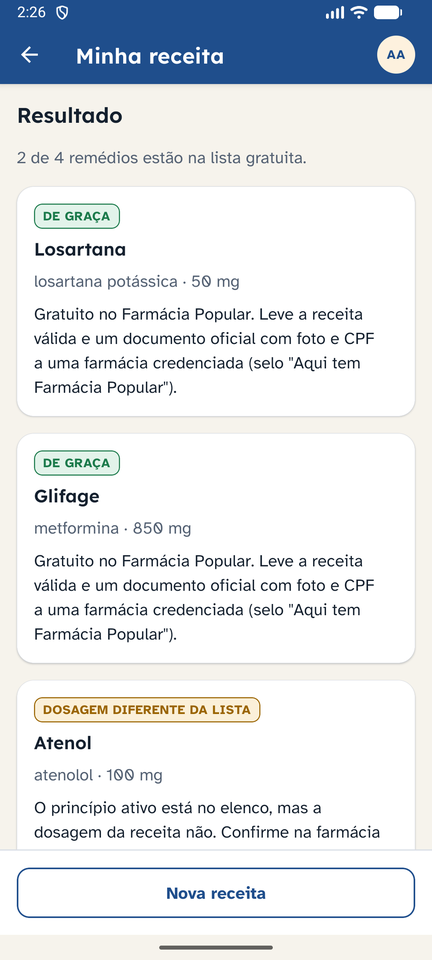 2:26
Minha receita
AA
Resultado
2 de 4 remédios estão na lista gratuita.
DE GRAÇA
Losartana
losartana potássica · 50 mg
Gratuito no Farmácia Popular. Leve a receita
válida e um documento oficial com foto e CPF
a uma farmácia credenciada (selo "Aqui tem
Farmácia Popular").
DE GRAÇA
Glifage
metformina · 850 mg
Gratuito no Farmácia Popular. Leve a receita
válida e um documento oficial com foto e CPF
a uma farmácia credenciada (selo "Aqui tem
Farmácia Popular").
DOSAGEM DIFERENTE DA LISTA
Atenol
atenolol · 100 mg
O princípio ativo está no elenco, mas a
dosagem da receita não. Confirme na farmácia
Nova receita